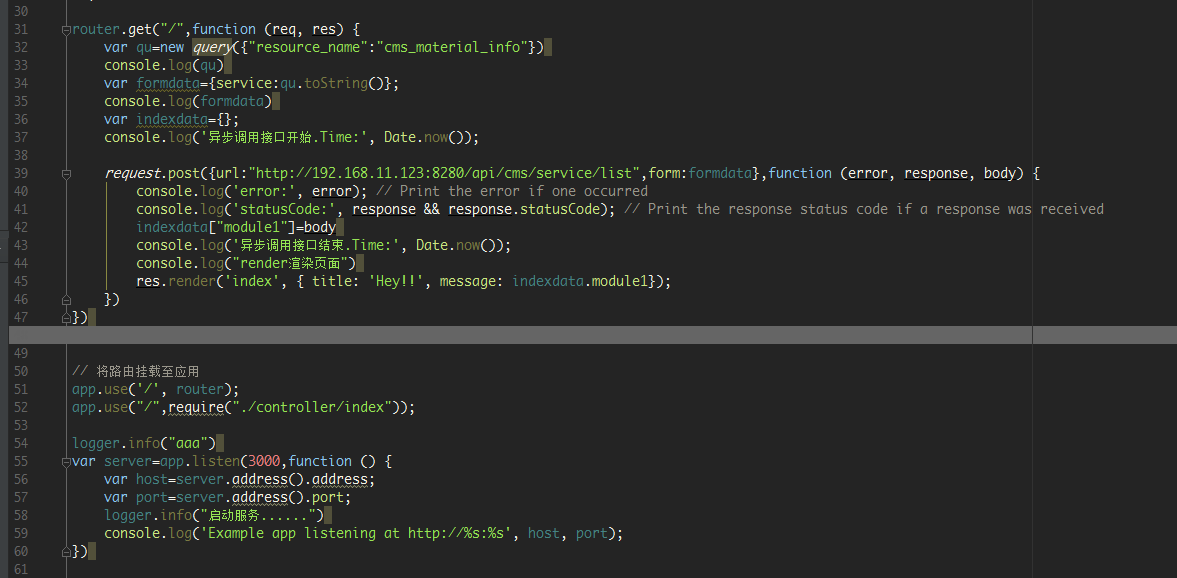 30
31 router.get("/",function (req, res) {
32 var qu=new query({"resource_name":"cms_material_info"})
33 console.log(qu)
34 var formdata={service:qu.toString()};
35 console.log(formdata)
36 var indexdata={};
37 console.log('异步调用接口开始.Time:', Date.now());
38
39 request.post({url:"http://192.168.11.123:8280/api/cms/service/list",form:formdata},function (error, response, body) {
40 console.log('error:', error); // Print the error if one occurred
41 console.log('statusCode:', response && response.statusCode); // Print the response status code if a response was received
42 indexdata["module1"]=body
43 console.log('异步调用接口结束.Time:', Date.now());
44 console.log("render渲染页面")
45 res.render('index', { title: 'Hey!!', message: indexdata.module1});
46 })
47 })
49
50 // 将路由挂载至应用
51 app.use('/', router);
52 app.use("/",require("./controller/index"));
53
54 logger.info("aaa")
55 var server=app.listen(3000,function () {
56 var host=server.address().address;
57 var port=server.address().port;
58 logger.info("启动服务......")
59 console.log('Example app listening at http://%s:%s', host, port);
60 })
61